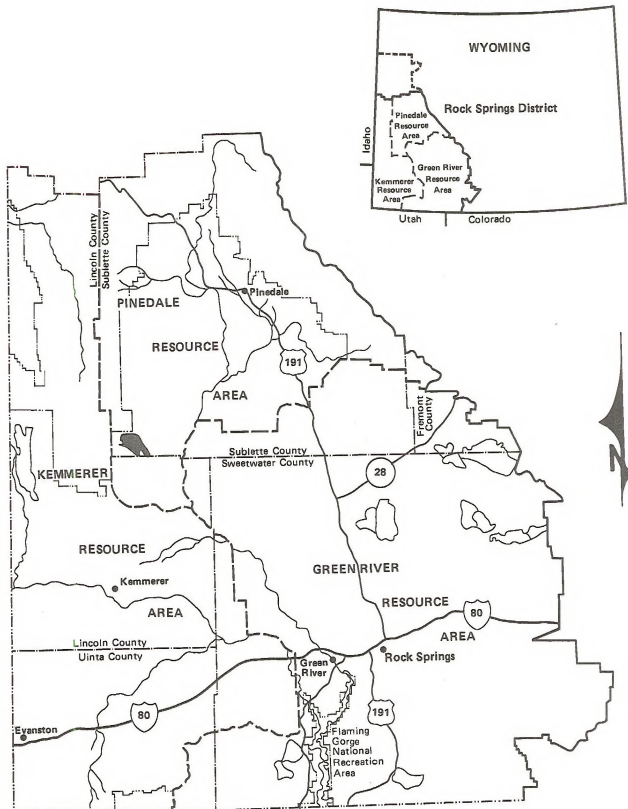 WYOMING
Rock Springs District
Pinedale
Resource
Area
Green River
Resource
Area
Kemmerer
Resource
Area
Idaho
Utah
Colorado
Lincoln County
Sublette County
Pinedale
PINEDALE
RESOURCE
AREA
191
Fremont
County
Sublette County
Sweetwater County
28
KEMMERER
RESOURCE
AREA
Kemmerer
GREEN RIVER
RESOURCE
AREA
80
Lincoln County
Uinta County
Green
River
Rock Springs
80
Evanston
191
Flaming
Gorge
National
Recreation
Area
N